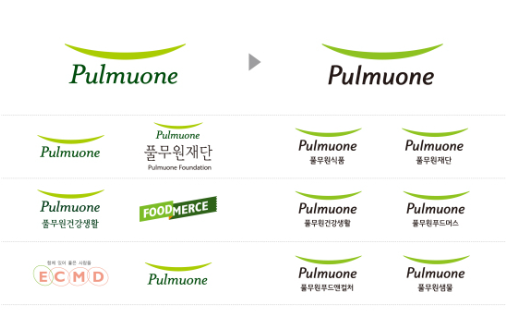 Pulmuone
Pulmuone
Pulmuone
Pulmuone
풀무원재단
Pulmuone Foundation
Pulmuone
풀무원식품
Pulmuone
풀무원재단
Pulmuone
풀무원건강생활
FOODMERCE
Pulmuone
풀무원건강생활
Pulmuone
풀무원푸드머스
ECMD
Pulmuone
Pulmuone
풀무원푸드앤컬처
Pulmuone
풀무원샘물